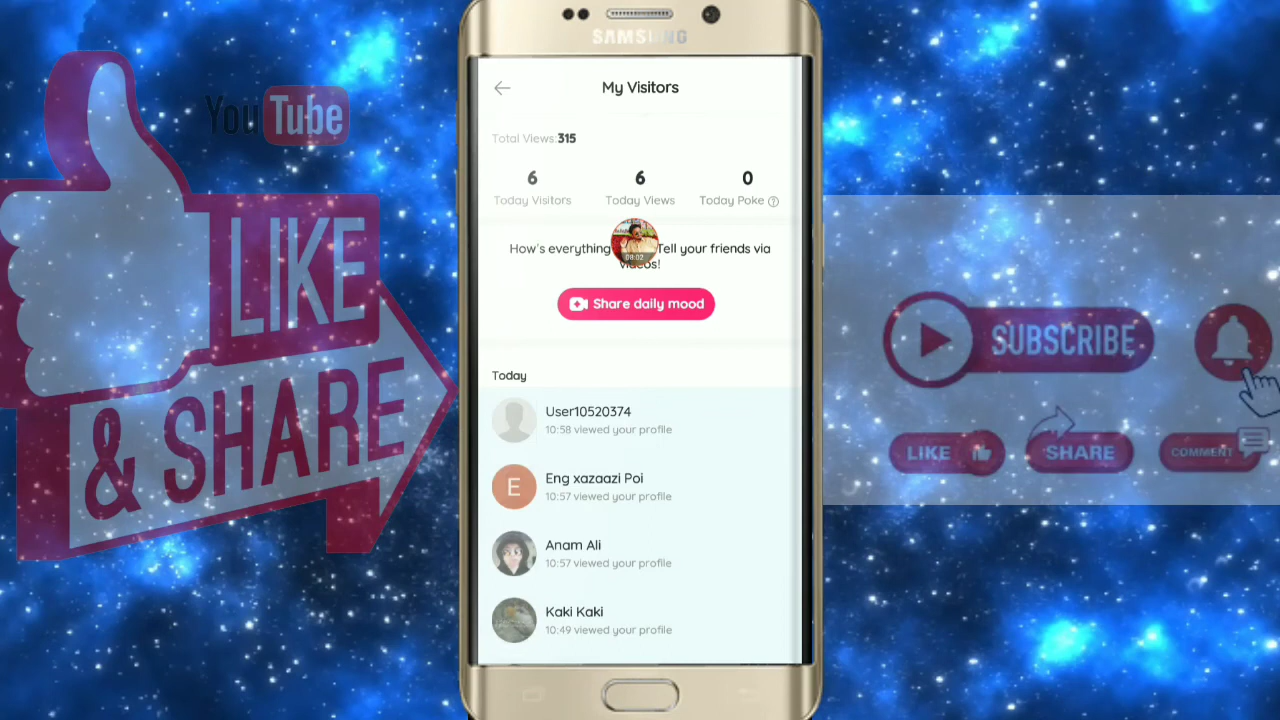 YouTube
LIKE
& SHARE
SAMSUNG
My Visitors
Total Views:315
6
Today Visitors
6
Today Views
0
Today Poke ?
How's everything Tell your friends via
videos!
03:02
Share daily mood
Today
User10520374
10:58 viewed your profile
E
Eng xazaazi Poi
10:57 viewed your profile
Anam Ali
10:57 viewed your profile
Kaki Kaki
10:49 viewed your profile
SUBSCRIBE
LIKE
SHARE
COMMENT